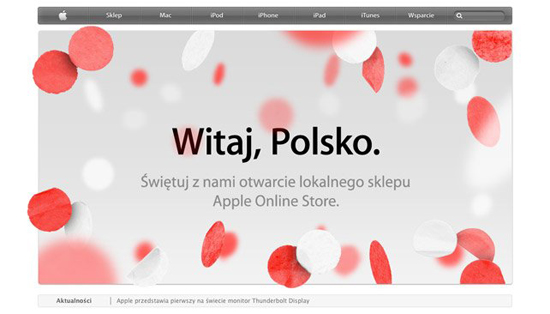 Sklep Mac iPod iPhone iPad iTunes Wsparcie
Witaj, Polsko.
Świętuj z nami otwarcie lokalnego sklepu
Apple Online Store.
Aktualności Apple przedstawia pierwszy na świecie monitor Thunderbolt Display